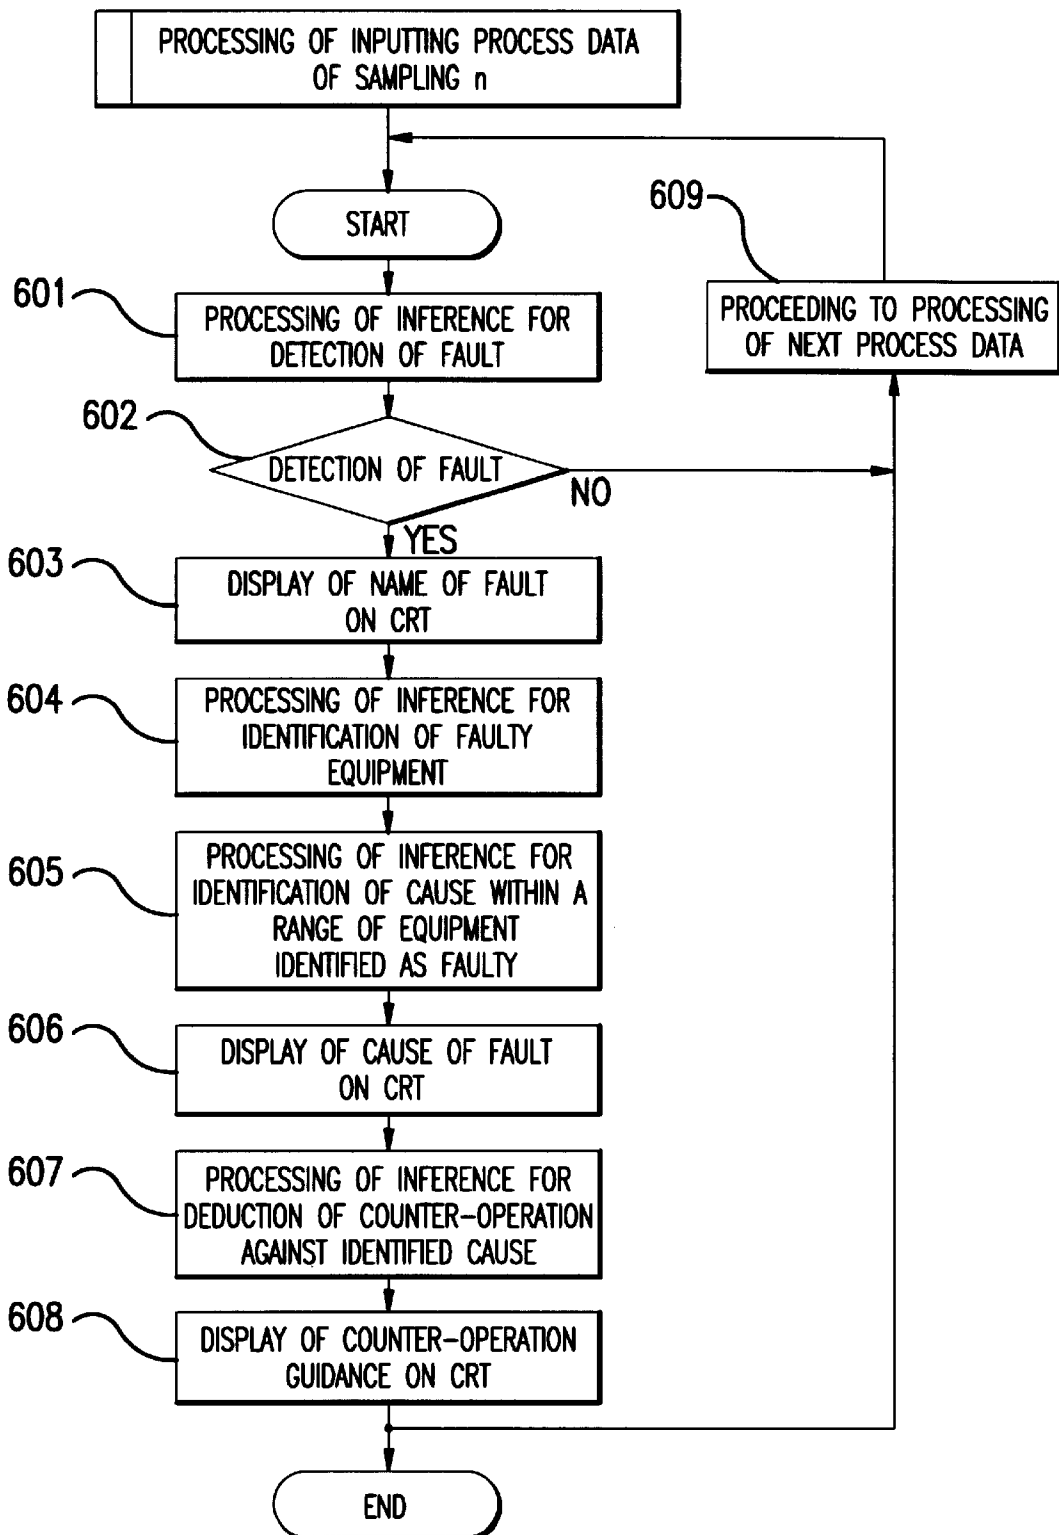 PROCESSING OF INPUTTING PROCESS DATA
OF SAMPLING n
START
609
601
PROCESSING OF INFERENCE FOR
DETECTION OF FAULT
PROCEEDING TO PROCESSING
OF NEXT PROCESS DATA
602
DETECTION OF FAULT
NO
YES
603
DISPLAY OF NAME OF FAULT
ON CRT
604
PROCESSING OF INFERENCE FOR
IDENTIFICATION OF FAULTY
EQUIPMENT
605
PROCESSING OF INFERENCE FOR
IDENTIFICATION OF CAUSE WITHIN A
RANGE OF EQUIPMENT
IDENTIFIED AS FAULTY
606
DISPLAY OF CAUSE OF FAULT
ON CRT
607
PROCESSING OF INFERENCE FOR
DEDUCTION OF COUNTER-OPERATION
AGAINST IDENTIFIED CAUSE
608
DISPLAY OF COUNTER-OPERATION
GUIDANCE ON CRT
END